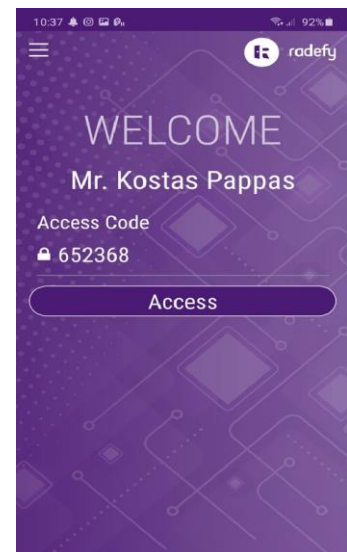 10:37 92%
radefy
WELCOME
Mr. Kostas Pappas
Access Code
652368
Access